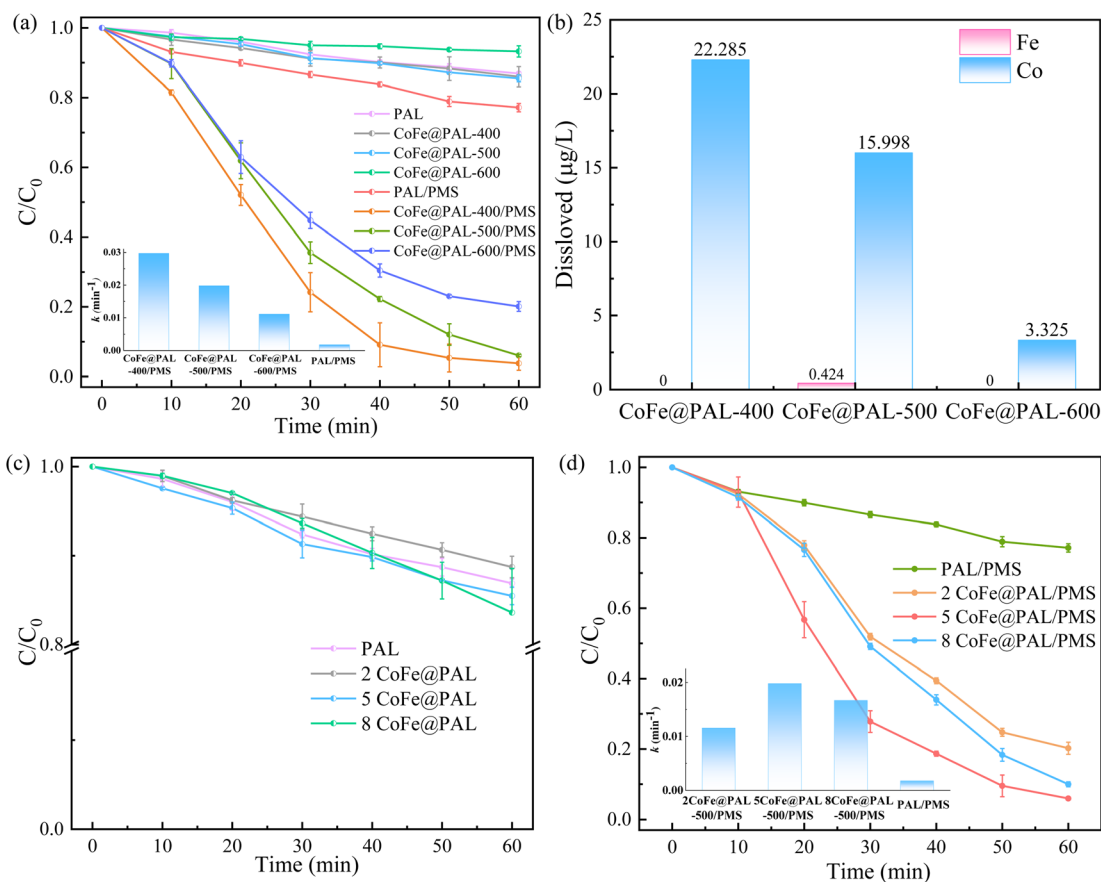 (a)
1.0
0.8
0.6
0.4
0.2
0.0
C/C0
0 10 20 30 40 50 60
Time (min)
PAL
CoFe@PAL-400
CoFe@PAL-500
CoFe@PAL-600
PAL/PMS
CoFe@PAL-400/PMS
CoFe@PAL-500/PMS
CoFe@PAL-600/PMS
0.03
0.02
0.01
0.00
k (min-1)
CoFe@PAL
-400/PMS
CoFe@PAL
-500/PMS
CoFe@PAL
-600/PMS
PAL/PMS
(b)
25
20
15
10
5
0
Dissloved (μg/L)
Fe
Co
0
22.285
0.424
15.998
0
3.325
CoFe@PAL-400 CoFe@PAL-500 CoFe@PAL-600
(c)
1.0
0.8
0.0
C/C0
0 10 20 30 40 50 60
Time (min)
PAL
2 CoFe@PAL
5 CoFe@PAL
8 CoFe@PAL
(d)
1.0
0.8
0.6
0.4
0.2
0.0
C/C0
0 10 20 30 40 50 60
Time (min)
PAL/PMS
2 CoFe@PAL/PMS
5 CoFe@PAL/PMS
8 CoFe@PAL/PMS
0.02
0.01
0.00
k (min-1)
2CoFe@PAL
-500/PMS
5CoFe@PAL
-500/PMS
8CoFe@PAL
-500/PMS
PAL/PMS